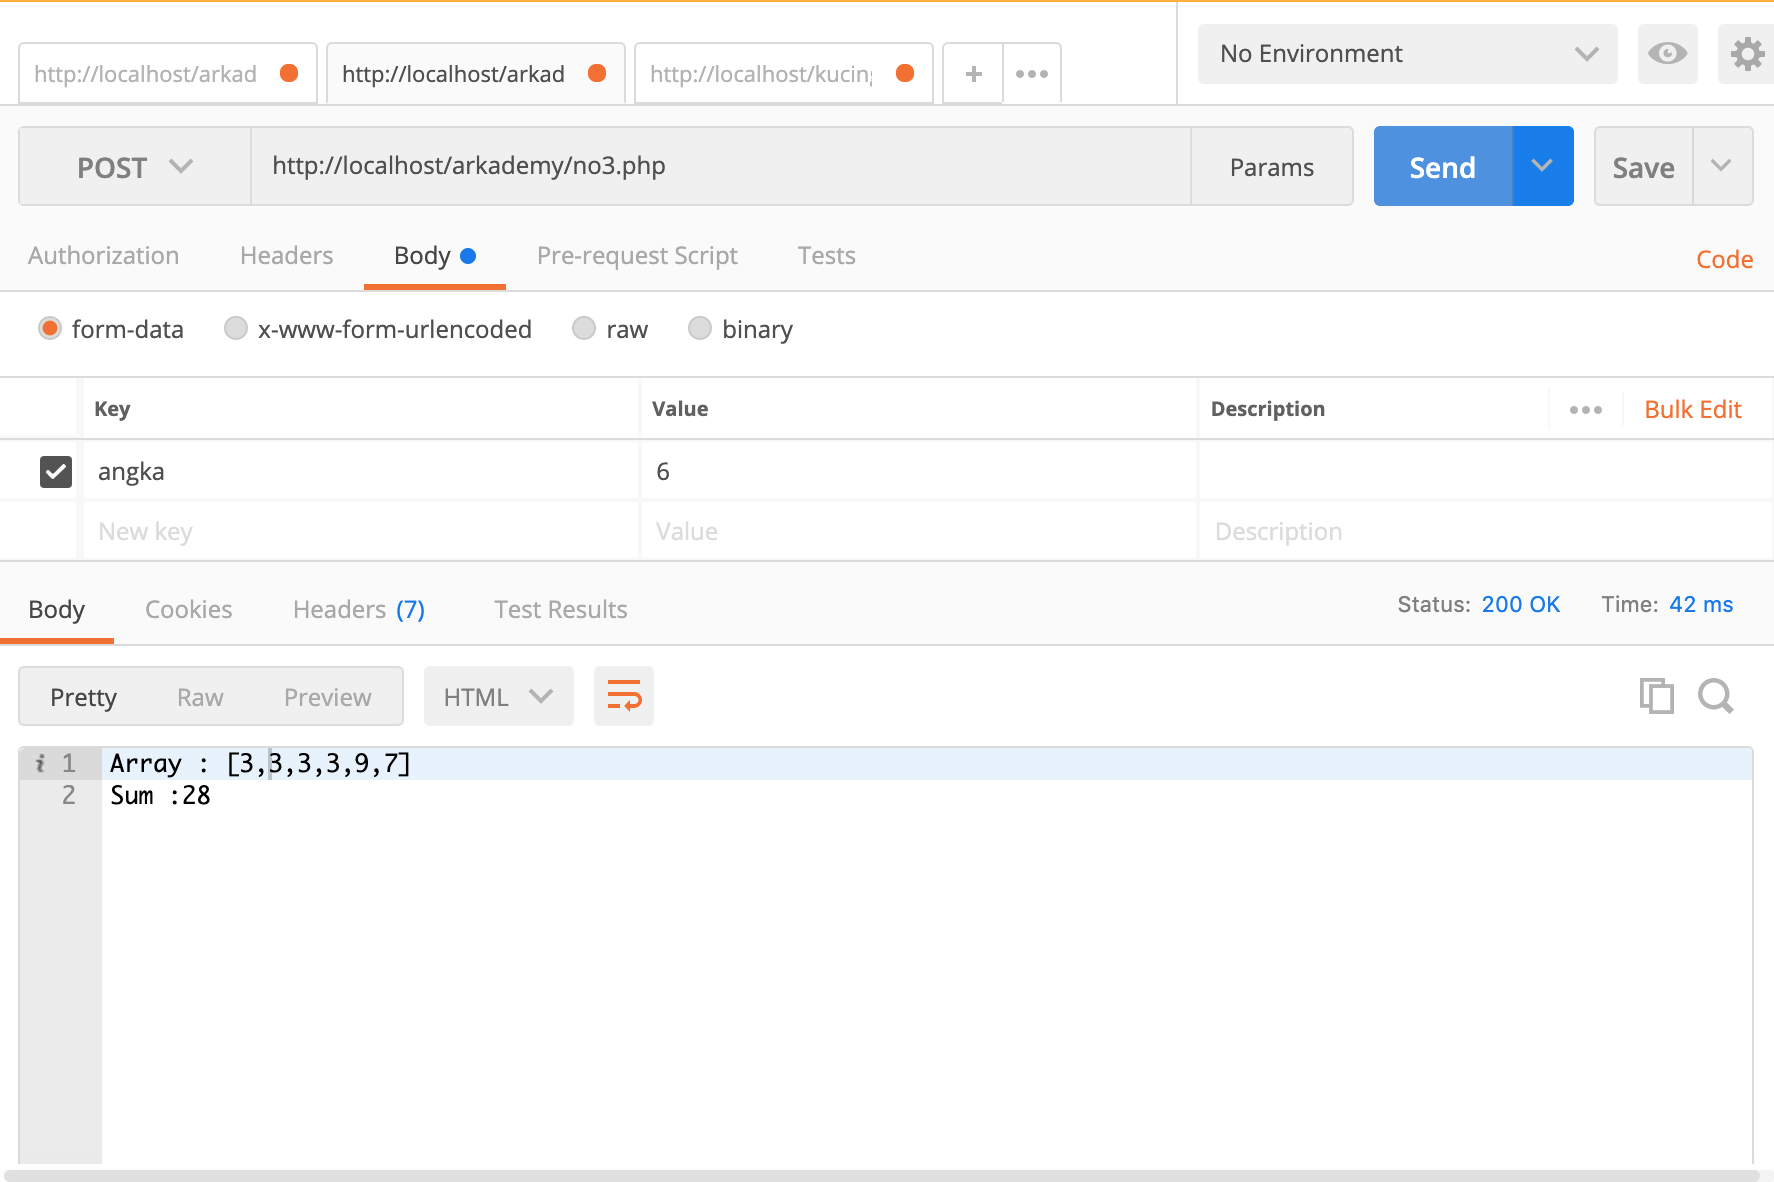 http://localhost/arkad http://localhost/arkad http://localhost/kucin + No Environment
POST http://localhost/arkademy/no3.php Params Send Save
Authorization Headers Body Pre-request Script Tests Code
form-data x-www-form-urlencoded raw binary
Key Value Description Bulk Edit
angka 6
New key Value Description
Body Cookies Headers (7) Test Results Status: 200 OK Time: 42 ms
Pretty Raw Preview HTML
i 1 Array : [3,3,3,3,9,7]
2 Sum :28